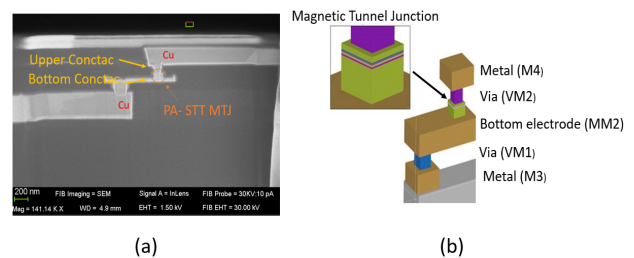 Upper Conctac
Cu
Bottom Conctac
Cu
PA- STT MTJ
200 nm
FIB Imaging = SEM
Signal A = InLens
FIB Probe = 30KV:10 pA
Mag = 141.14 K X
WD = 4.9 mm
EHT = 1.50 kV
FIB EHT = 30.00 kV
(a)
Magnetic Tunnel Junction
Metal (M4)
Via (VM2)
Bottom electrode (MM2)
Via (VM1)
Metal (M3)
(b)